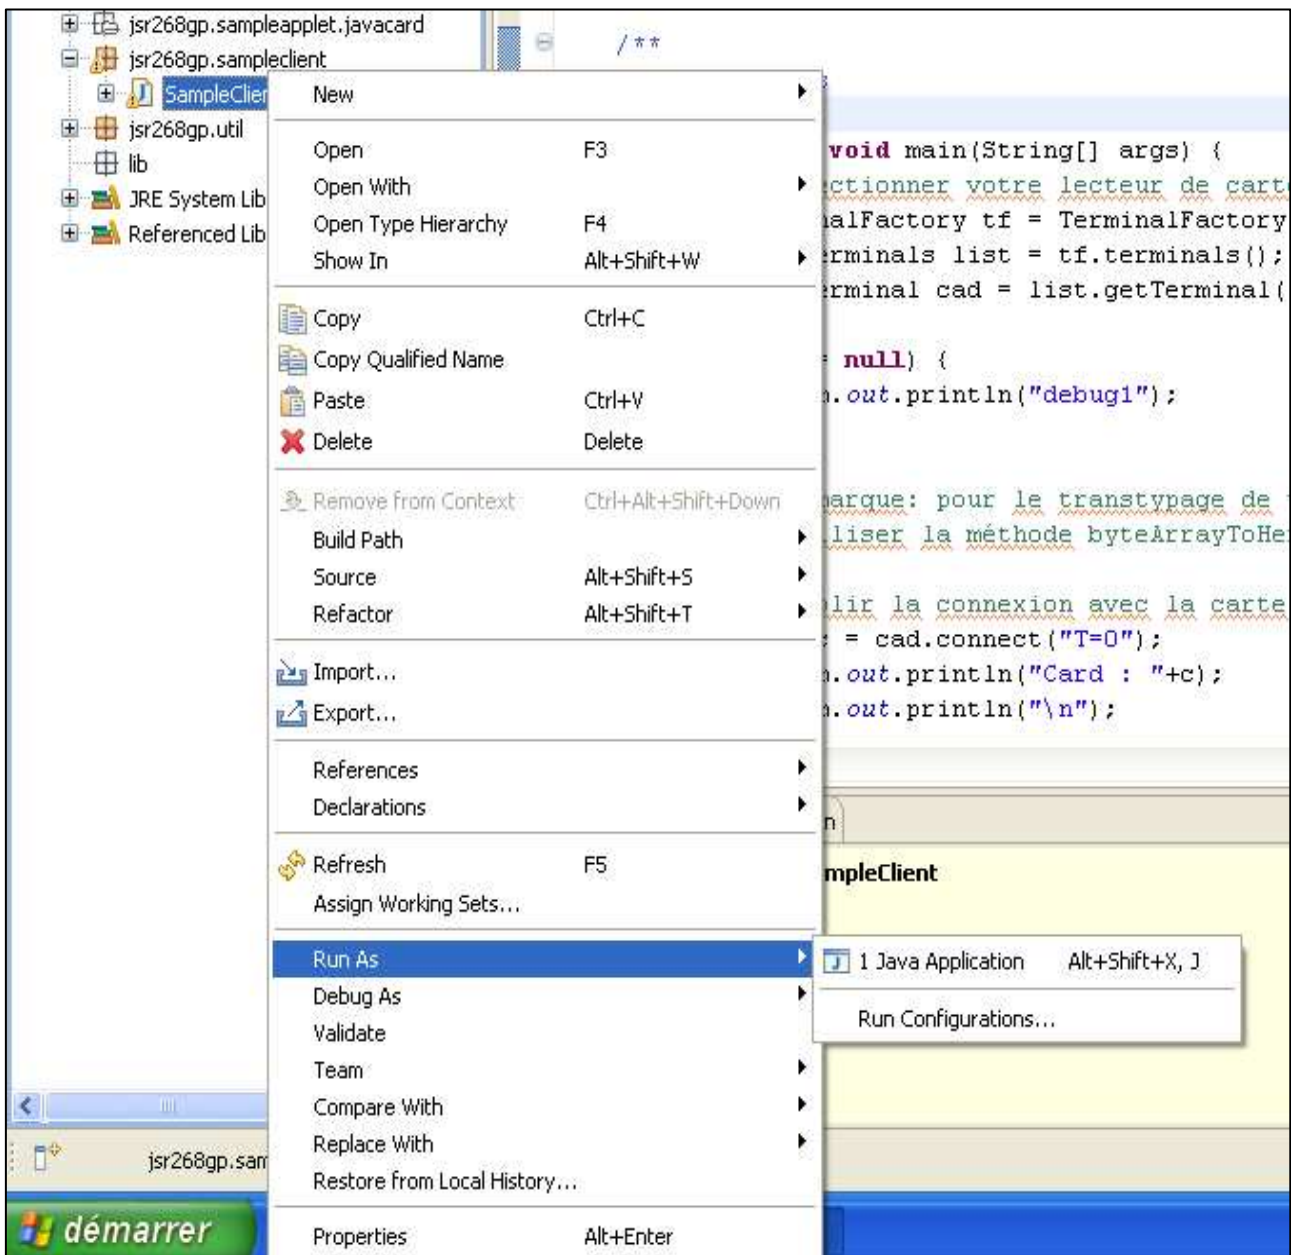 jsr268gp.sampleapplet.javacard
jsr268gp.sampleclient
SampleClier
jsr268gp.util
lib
JRE System Lib
Referenced Lib
New
Open F3
Open With
Open Type Hierarchy F4
Show In Alt+Shift+W
Copy Ctrl+C
Copy Qualified Name
Paste Ctrl+V
Delete Delete
Remove from Context Ctrl+Alt+Shift+Down
Build Path
Source Alt+Shift+S
Refactor Alt+Shift+T
Import...
Export...
References
Declarations
Refresh F5
Assign Working Sets...
Run As
Debug As
Validate
Team
Compare With
Replace With
Restore from Local History...
Properties Alt+Enter
1 Java Application Alt+Shift+X, J
Run Configurations...
/**
void main(String[] args) {
ctionner votre lecteur de cart
alFactory tf = TerminalFactory
erminals list = tf.terminals();
erminal cad = list.getTerminal(
null) {
.out.println("debug1");
arque: pour le transtypage de
liser la méthode byteArrayToHe
lir la connexion avec la carte
= cad.connect("T=0");
.out.println("Card : "+c);
.out.println("\n");
n
mpleClient
jsr268gp.sam
démarrer